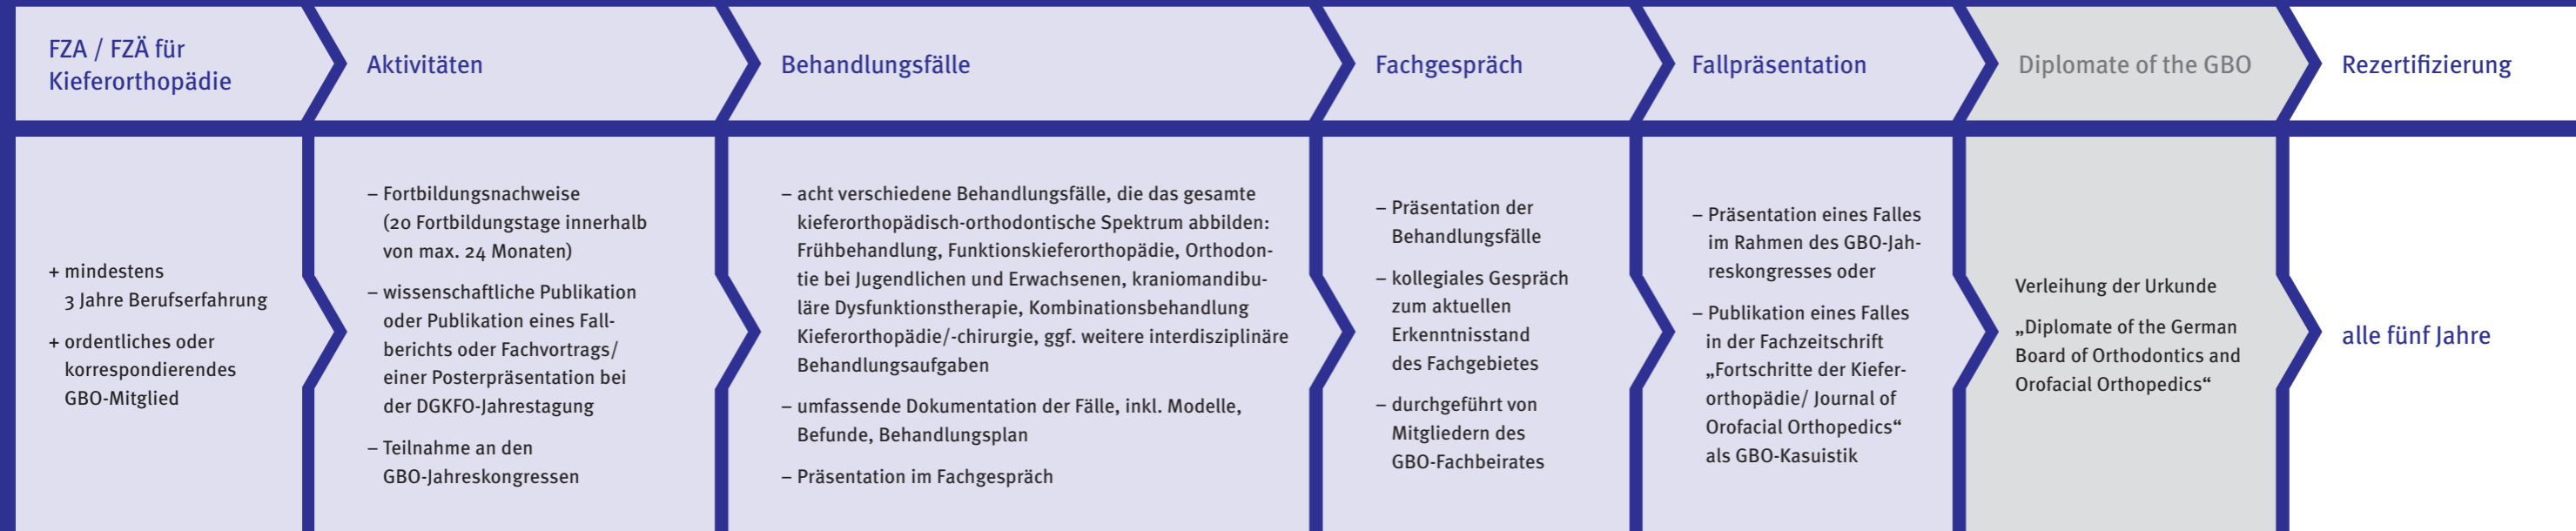 FZA / FZÄ für
Kieferorthopädie
Aktivitäten
Behandlungsfälle
Fachgespräch
Fallpräsentation
Diplomate of the GBO
Rezertifizierung
+ mindestens
3 Jahre Berufserfahrung
+ ordentliches oder
korrespondierendes
GBO-Mitglied
– Fortbildungsnachweise
(20 Fortbildungstage innerhalb
von max. 24 Monaten)
– wissenschaftliche Publikation
oder Publikation eines Fall-
berichts oder Fachvortrags/
einer Posterpräsentation bei
der DGKFO-Jahrestagung
– Teilnahme an den
GBO-Jahreskongressen
– acht verschiedene Behandlungsfälle, die das gesamte
kieferorthopädisch-orthodontische Spektrum abbilden:
Frühbehandlung, Funktionskieferorthopädie, Orthodon-
tie bei Jugendlichen und Erwachsenen, kraniomandibu-
läre Dysfunktionstherapie, Kombinationsbehandlung
Kieferorthopädie/-chirurgie, ggf. weitere interdisziplinäre
Behandlungsaufgaben
– umfassende Dokumentation der Fälle, inkl. Modelle,
Befunde, Behandlungsplan
– Präsentation im Fachgespräch
– Präsentation der
Behandlungsfälle
– kollegiales Gespräch
zum aktuellen
Erkenntnisstand
des Fachgebietes
– durchgeführt von
Mitgliedern des
GBO-Fachbeirates
– Präsentation eines Falles
im Rahmen des GBO-Jah-
reskongresses oder
– Publikation eines Falles
in der Fachzeitschrift
„Fortschritte der Kiefer-
orthopädie/ Journal of
Orofacial Orthopedics“
als GBO-Kasuistik
Verleihung der Urkunde
„Diplomate of the German
Board of Orthodontics and
Orofacial Orthopedics“
alle fünf Jahre